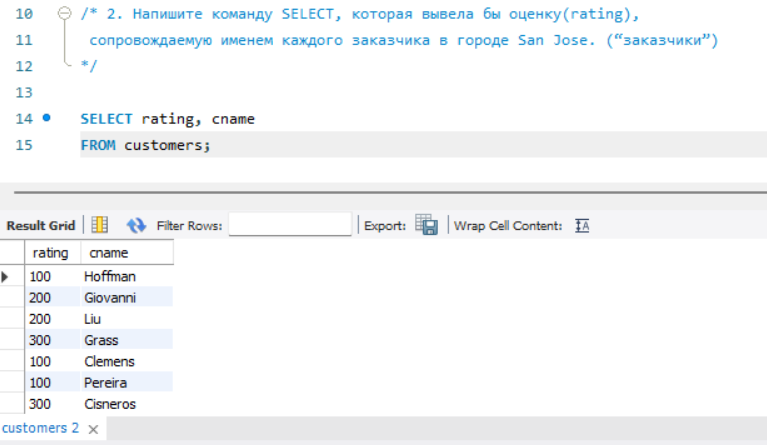 10 /* 2. Напишите команду SELECT, которая вывела бы оценку(rating),
11 сопровождаемую именем каждого заказчика в городе San Jose. (“заказчики”)
12 */
13
14 SELECT rating, cname
15 FROM customers;
Result Grid Filter Rows: Export: Wrap Cell Content: IA
rating cname
100 Hoffman
200 Giovanni
200 Liu
300 Grass
100 Clemens
100 Pereira
300 Cisneros
customers 2 ×